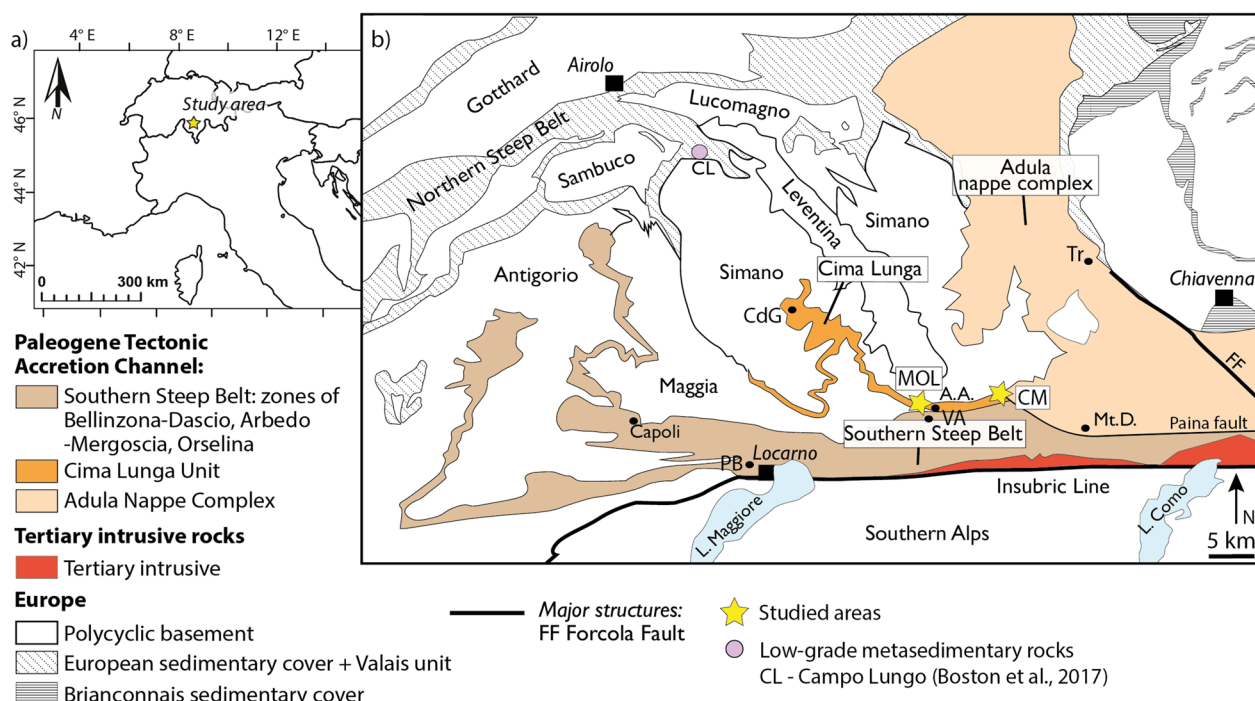 a)
4° E
8° E
12° E
46° N
44° N
42° N
N
Study area
0
300 km
b)
Airolo
Gotthard
Lucomagno
Northern Steep Belt
Sambuco
CL
Leventina
Adula
nappe complex
Simano
Antigorio
Simano
Cima Lunga
Tr
Chiavenna
CdG
FF
Maggia
MOL
A.A.
CM
VA
Mt.D.
Paina fault
Capoli
Southern Steep Belt
PB
Locarno
Insubric Line
L. Maggiore
L. Como
N
Southern Alps
5 km
Paleogene Tectonic
Accretion Channel:
Southern Steep Belt: zones of
Bellinzona-Dascio, Arbedo
-Mergoscia, Orselina
Cima Lunga Unit
Adula Nappe Complex
Tertiary intrusive rocks
Tertiary intrusive
Europe
Polycyclic basement
European sedimentary cover + Valais unit
Brianconnais sedimentary cover
Major structures:
FF Forcola Fault
Studied areas
Low-grade metasedimentary rocks
CL - Campo Lungo (Boston et al., 2017)